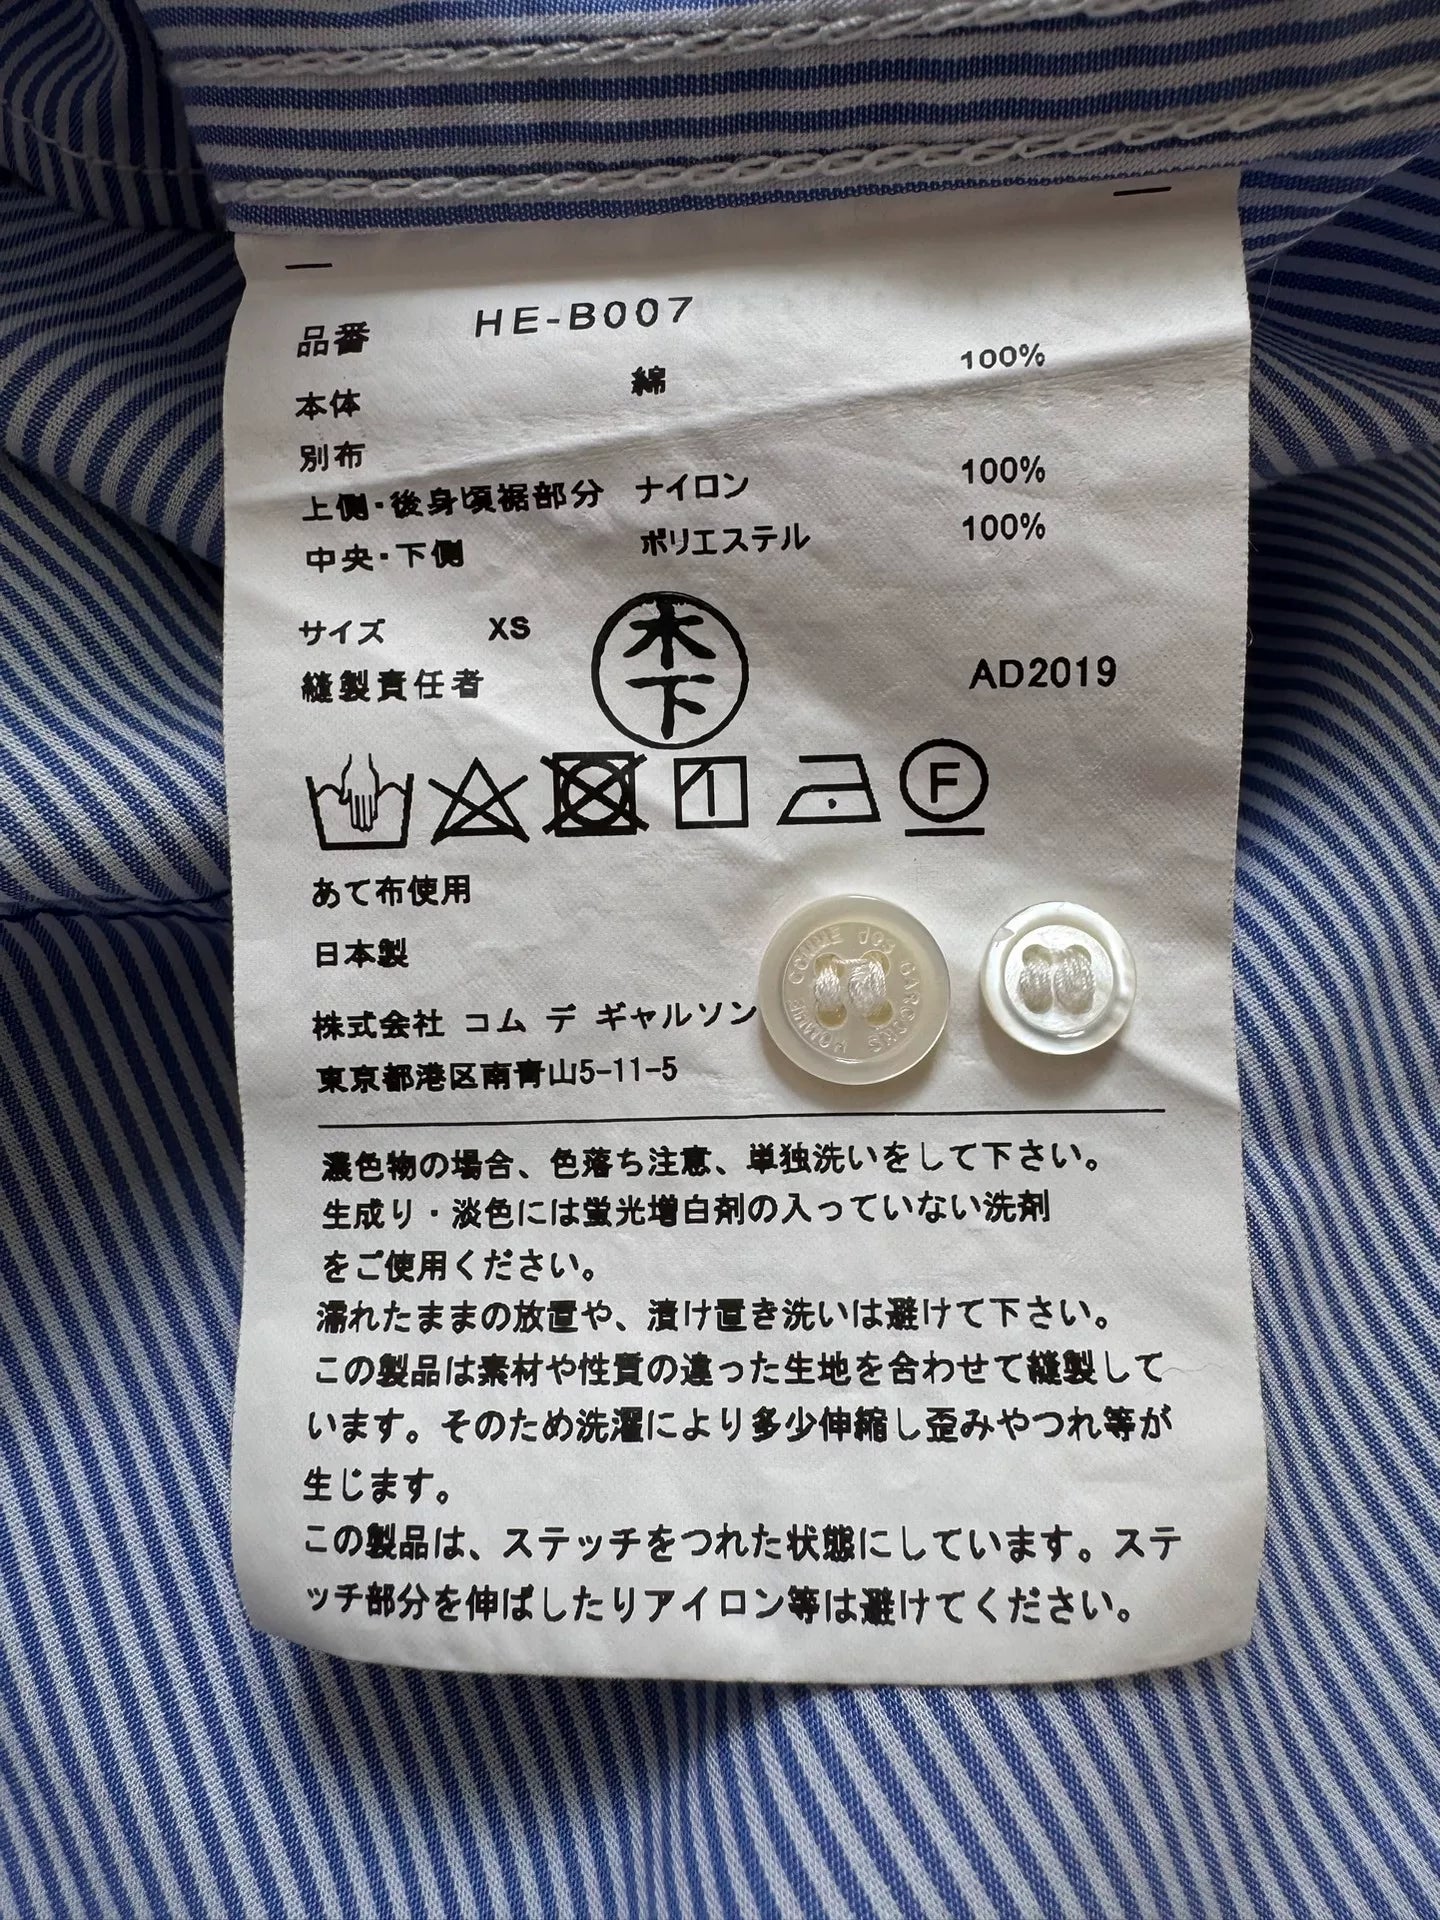 品番 HE-B007
本体 綿 100%
別布
上側・後身頃裾部分 ナイロン 100%
中央・下側 ポリエステル 100%
サイズ XS
縫製責任者 木下 AD2019
F
あて布使用
日本製
株式会社 コム デ ギャルソン
東京都港区南青山5-11-5
COMME des GARCONS HOMME
濃色物の場合、色落ち注意、単独洗いをして下さい。
生成り・淡色には蛍光増白剤の入っていない洗剤
をご使用ください。
濡れたままの放置や、漬け置き洗いは避けて下さい。
この製品は素材や性質の違った生地を合わせて縫製して
います。そのため洗濯により多少伸縮し歪みやつれ等が
生じます。
この製品は、ステッチをつれた状態にしています。ステ
ッチ部分を伸ばしたりアイロン等は避けてください。